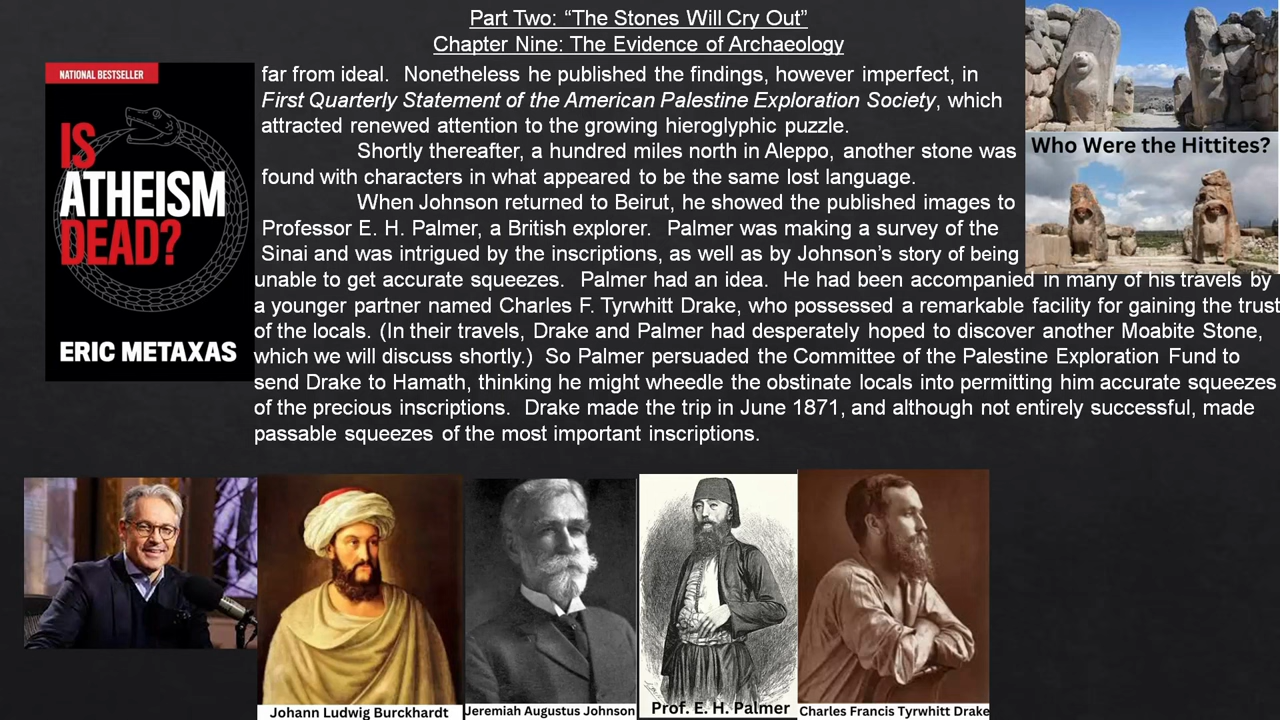 Part Two: “The Stones Will Cry Out”
Chapter Nine: The Evidence of Archaeology
NATIONAL BESTSELLER
IS
ATHEISM
DEAD?
ERIC METAXAS
far from ideal. Nonetheless he published the findings, however imperfect, in
First Quarterly Statement of the American Palestine Exploration Society, which
attracted renewed attention to the growing hieroglyphic puzzle.
Shortly thereafter, a hundred miles north in Aleppo, another stone was
found with characters in what appeared to be the same lost language.
When Johnson returned to Beirut, he showed the published images to
Professor E. H. Palmer, a British explorer. Palmer was making a survey of the
Sinai and was intrigued by the inscriptions, as well as by Johnson’s story of being
unable to get accurate squeezes. Palmer had an idea. He had been accompanied in many of his travels by
a younger partner named Charles F. Tyrwhitt Drake, who possessed a remarkable facility for gaining the trust
of the locals. (In their travels, Drake and Palmer had desperately hoped to discover another Moabite Stone,
which we will discuss shortly.) So Palmer persuaded the Committee of the Palestine Exploration Fund to
send Drake to Hamath, thinking he might wheedle the obstinate locals into permitting him accurate squeezes
of the precious inscriptions. Drake made the trip in June 1871, and although not entirely successful, made
passable squeezes of the most important inscriptions.
Who Were the Hittites?
Johann Ludwig Burckhardt
Jeremiah Augustus Johnson
Prof. E. H. Palmer
Charles Francis Tyrwhitt Drake